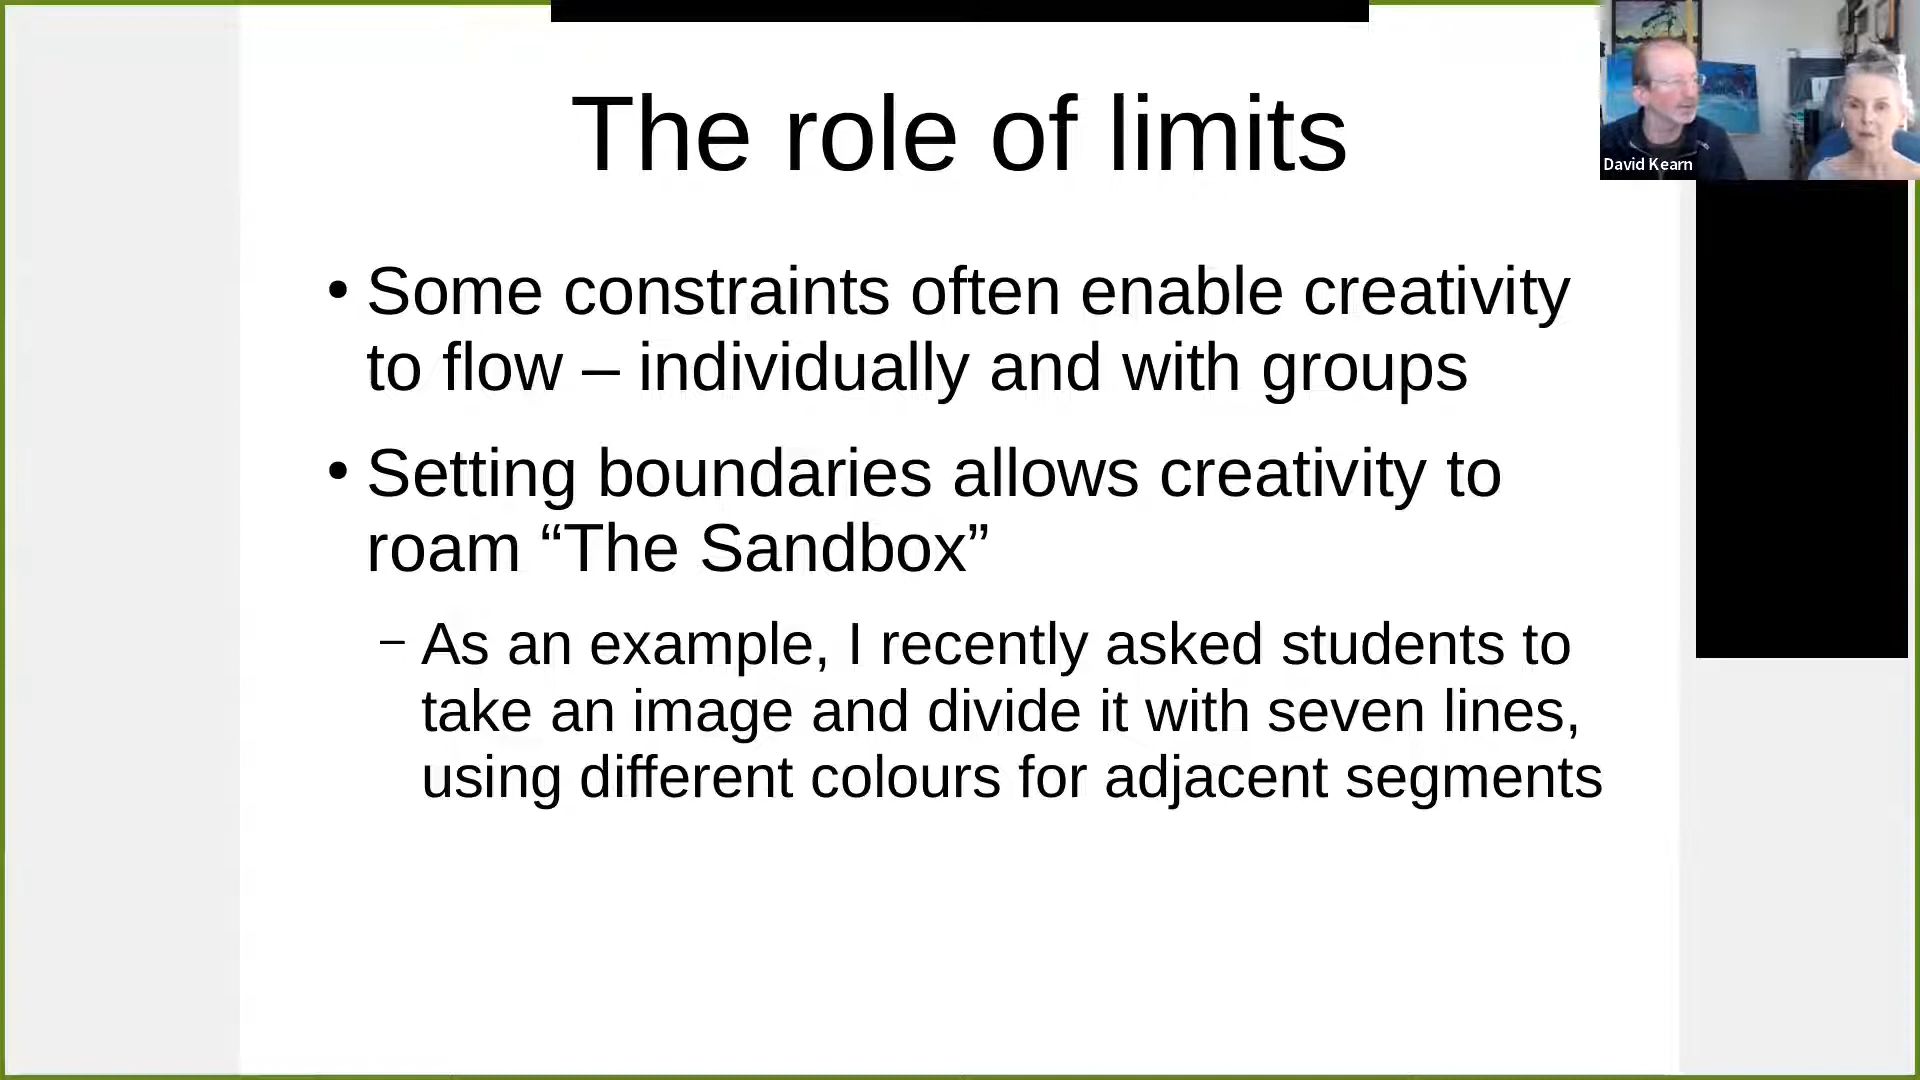 The role of limits
David Kearn
• Some constraints often enable creativity
to flow – individually and with groups
• Setting boundaries allows creativity to
roam “The Sandbox”
– As an example, I recently asked students to
take an image and divide it with seven lines,
using different colours for adjacent segments